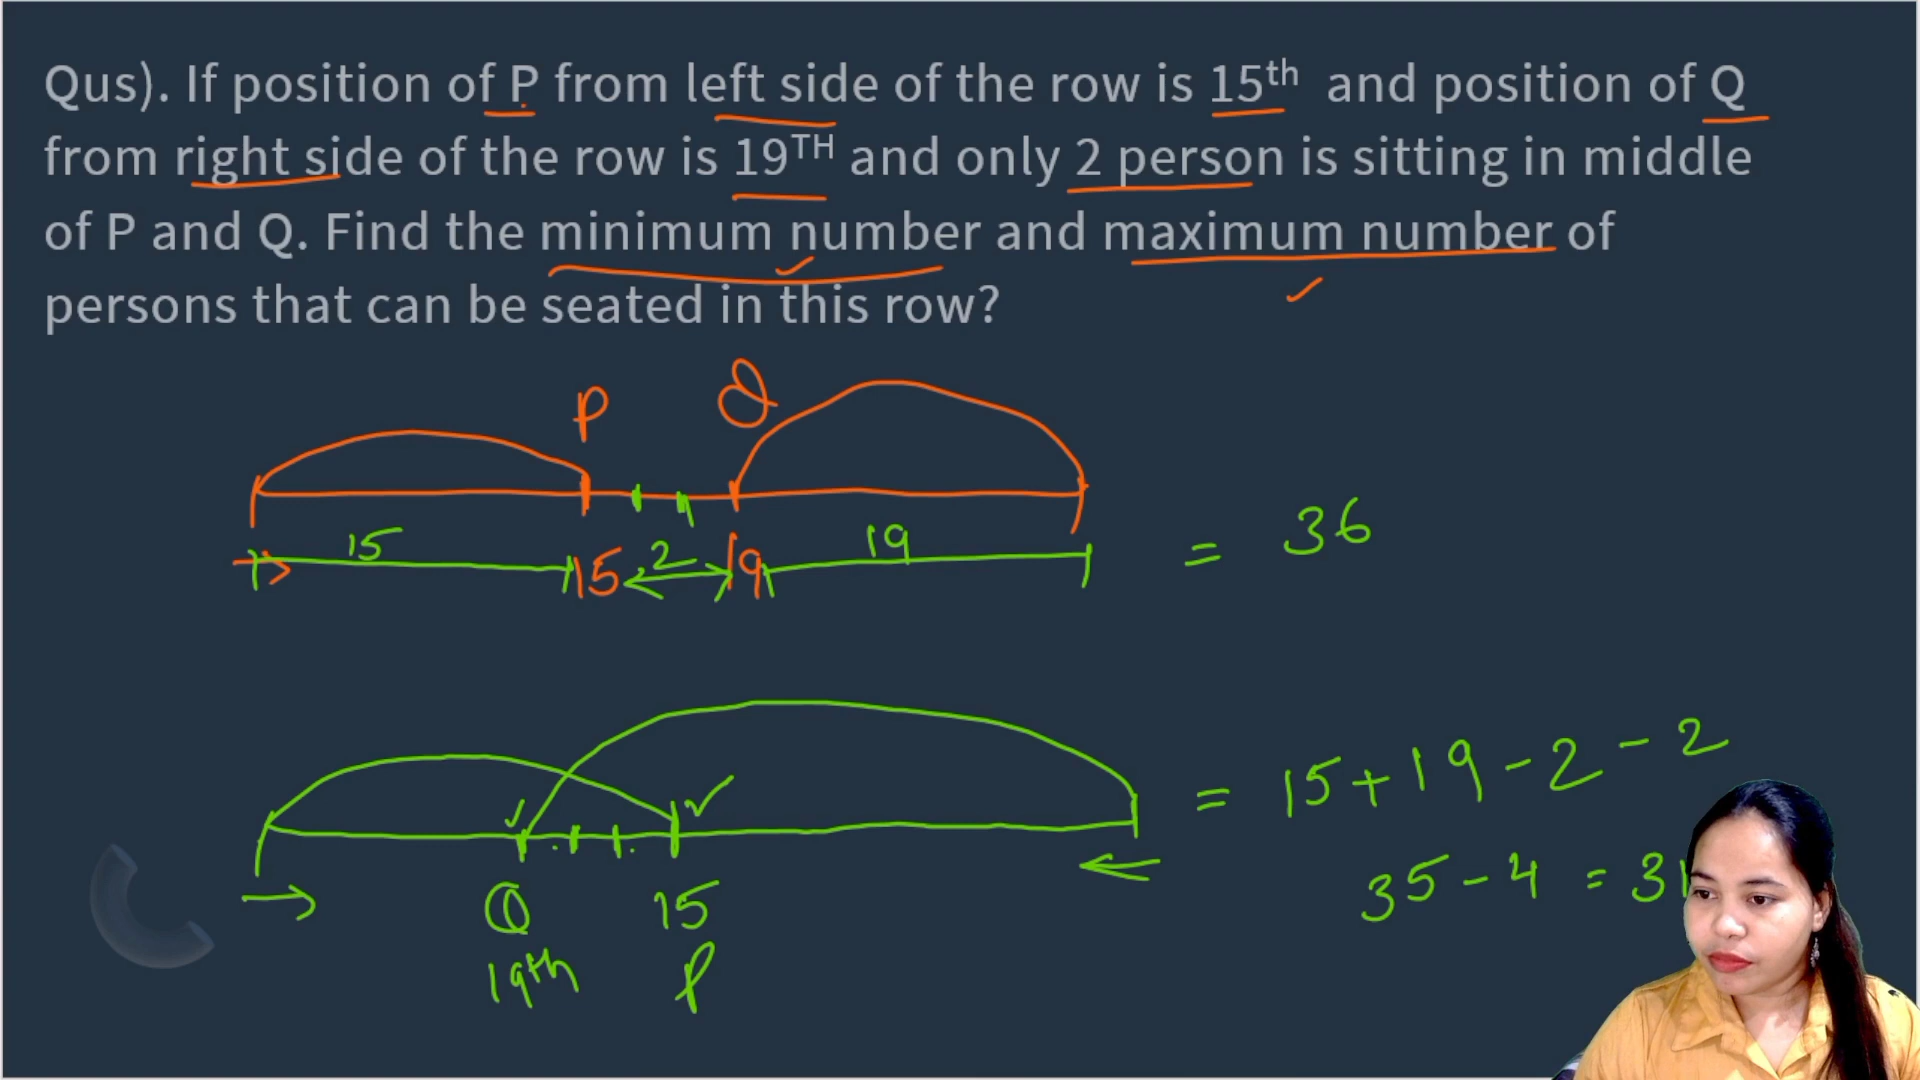 Qus). If position of P from left side of the row is 15th and position of Q
from right side of the row is 19TH and only 2 person is sitting in middle
of P and Q. Find the minimum number and maximum number of
persons that can be seated in this row?
P Q
15 2 19
15 19
= 36
= 15+19-2-2
35-4 = 31
Q 15
19th P